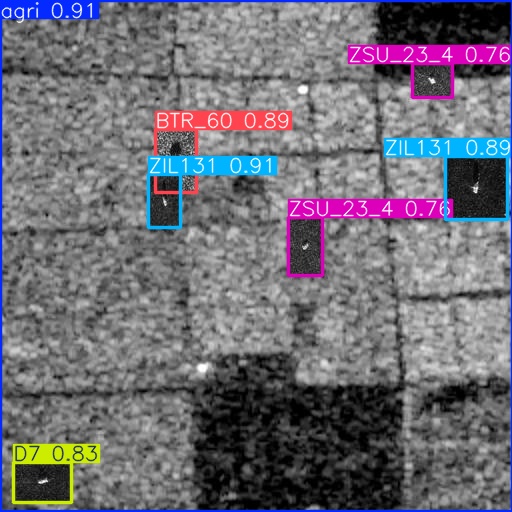 agri 0.91
ZSU_23_4 0.76
BTR_60 0.89
ZIL131 0.89
ZIL131 0.91
ZSU_23_4 0.76
D7 0.83